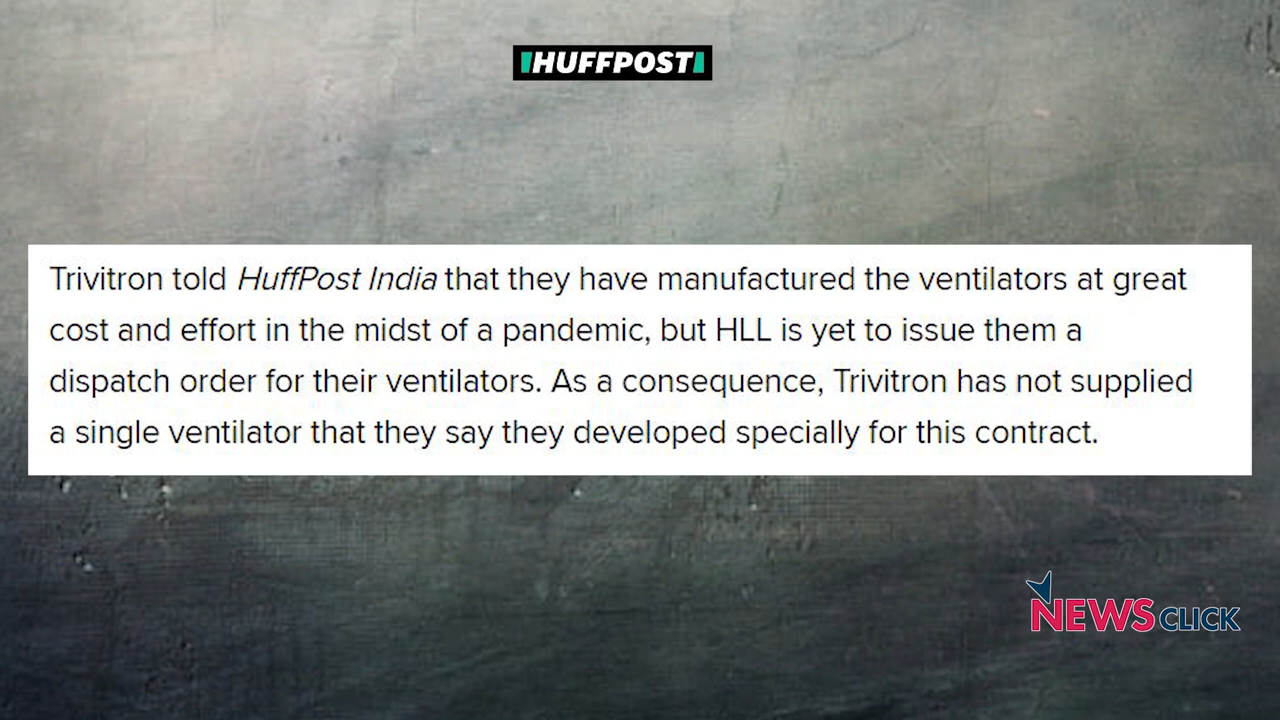 HUFFPOST
Trivitron told HuffPost India that they have manufactured the ventilators at great
cost and effort in the midst of a pandemic, but HLL is yet to issue them a
dispatch order for their ventilators. As a consequence, Trivitron has not supplied
a single ventilator that they say they developed specially for this contract.
NEWSCLICK